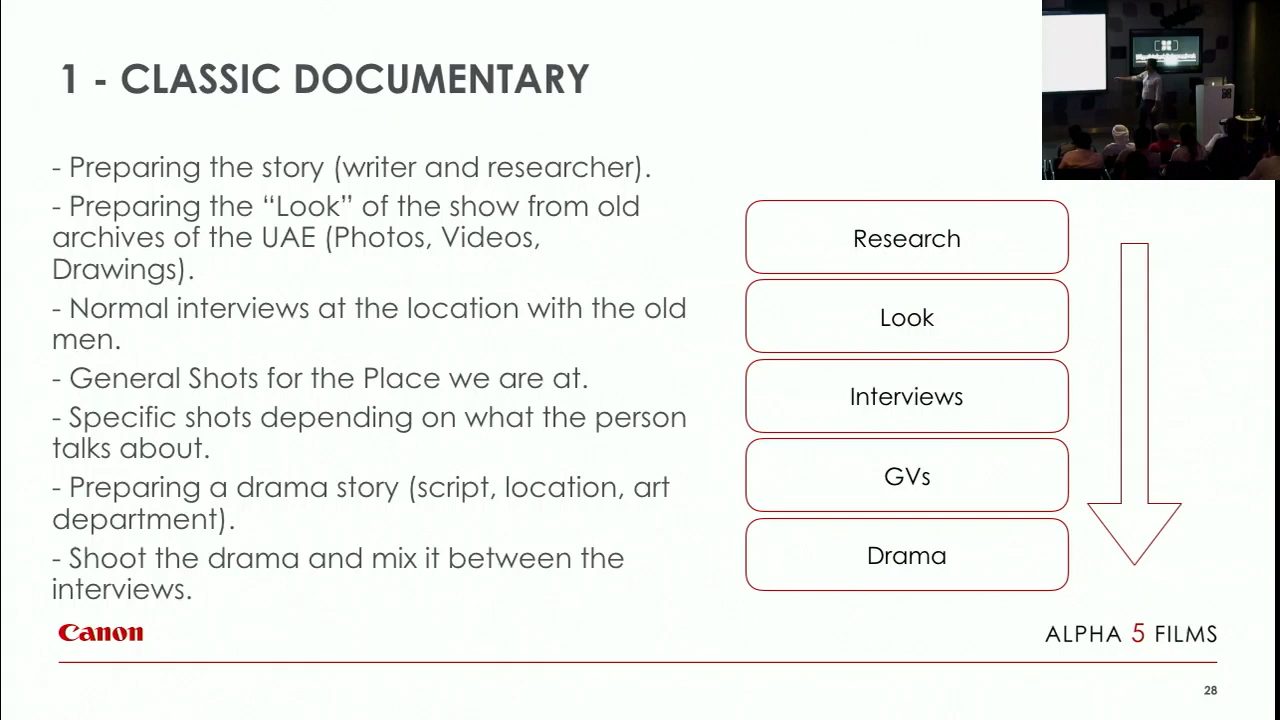 1 - CLASSIC DOCUMENTARY
- Preparing the story (writer and researcher).
- Preparing the “Look” of the show from old
archives of the UAE (Photos, Videos,
Drawings).
- Normal interviews at the location with the old
men.
- General Shots for the Place we are at.
- Specific shots depending on what the person
talks about.
- Preparing a drama story (script, location, art
department).
- Shoot the drama and mix it between the
interviews.
Research
Look
Interviews
GVs
Drama
Canon
ALPHA 5 FILMS
28